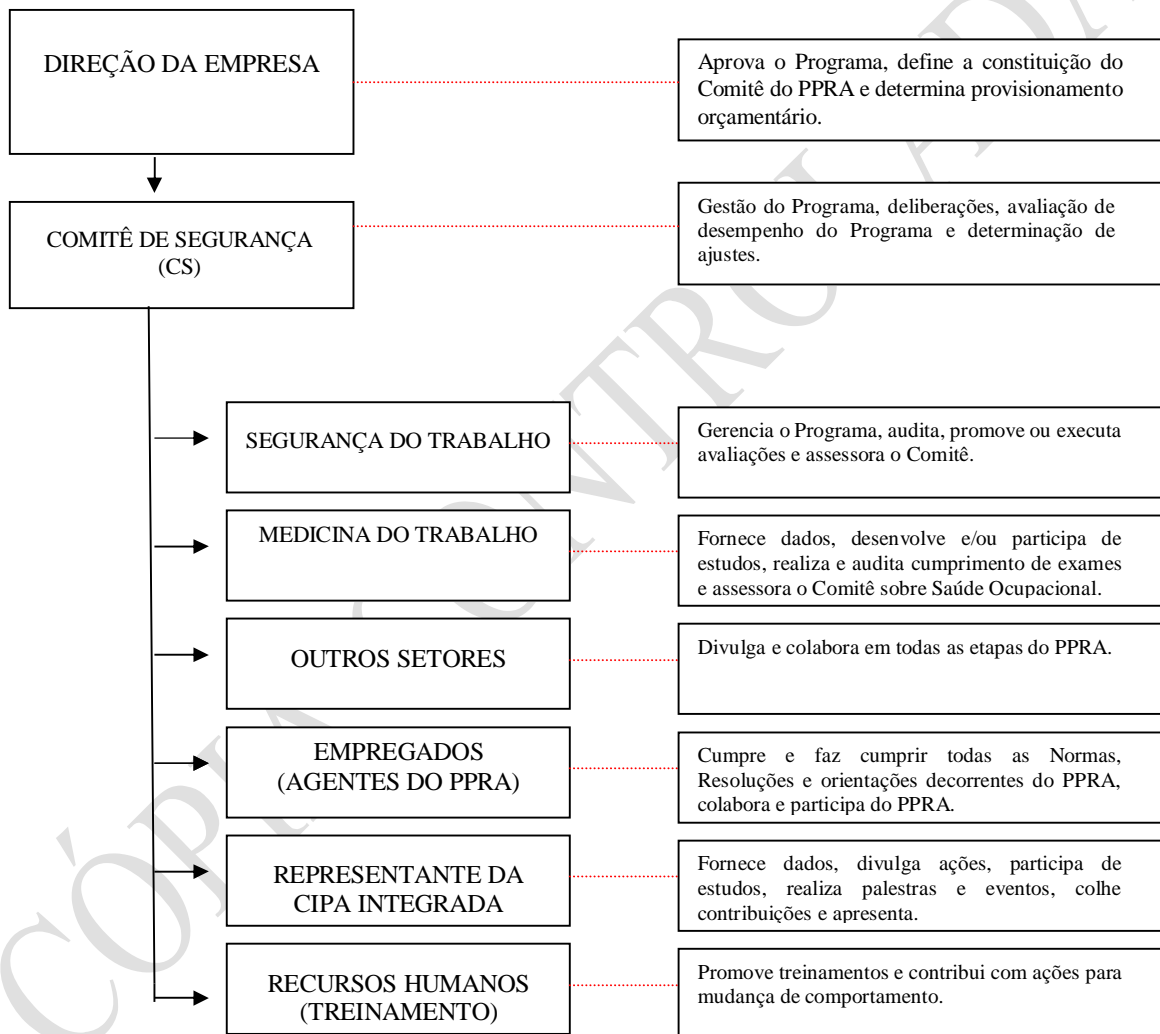 DIREÇÃO DA EMPRESA
Aprova o Programa, define a constituição do
Comitê do PPRA e determina provisionamento
orçamentário.
COMITÊ DE SEGURANÇA
(CS)
Gestão do Programa, deliberações, avaliação de
desempenho do Programa e determinação de
ajustes.
SEGURANÇA DO TRABALHO
Gerencia o Programa, audita, promove ou executa
avaliações e assessora o Comitê.
MEDICINA DO TRABALHO
Fornece dados, desenvolve e/ou participa de
estudos, realiza e audita cumprimento de exames
e assessora o Comitê sobre Saúde Ocupacional.
OUTROS SETORES
Divulga e colabora em todas as etapas do PPRA.
EMPREGADOS
(AGENTES DO PPRA)
Cumpre e faz cumprir todas as Normas,
Resoluções e orientações decorrentes do PPRA,
colabora e participa do PPRA.
REPRESENTANTE DA
CIPA INTEGRADA
Fornece dados, divulga ações, participa de
estudos, realiza palestras e eventos, colhe
contribuições e apresenta.
RECURSOS HUMANOS
(TREINAMENTO)
Promove treinamentos e contribui com ações para
mudança de comportamento.
CÓPIA